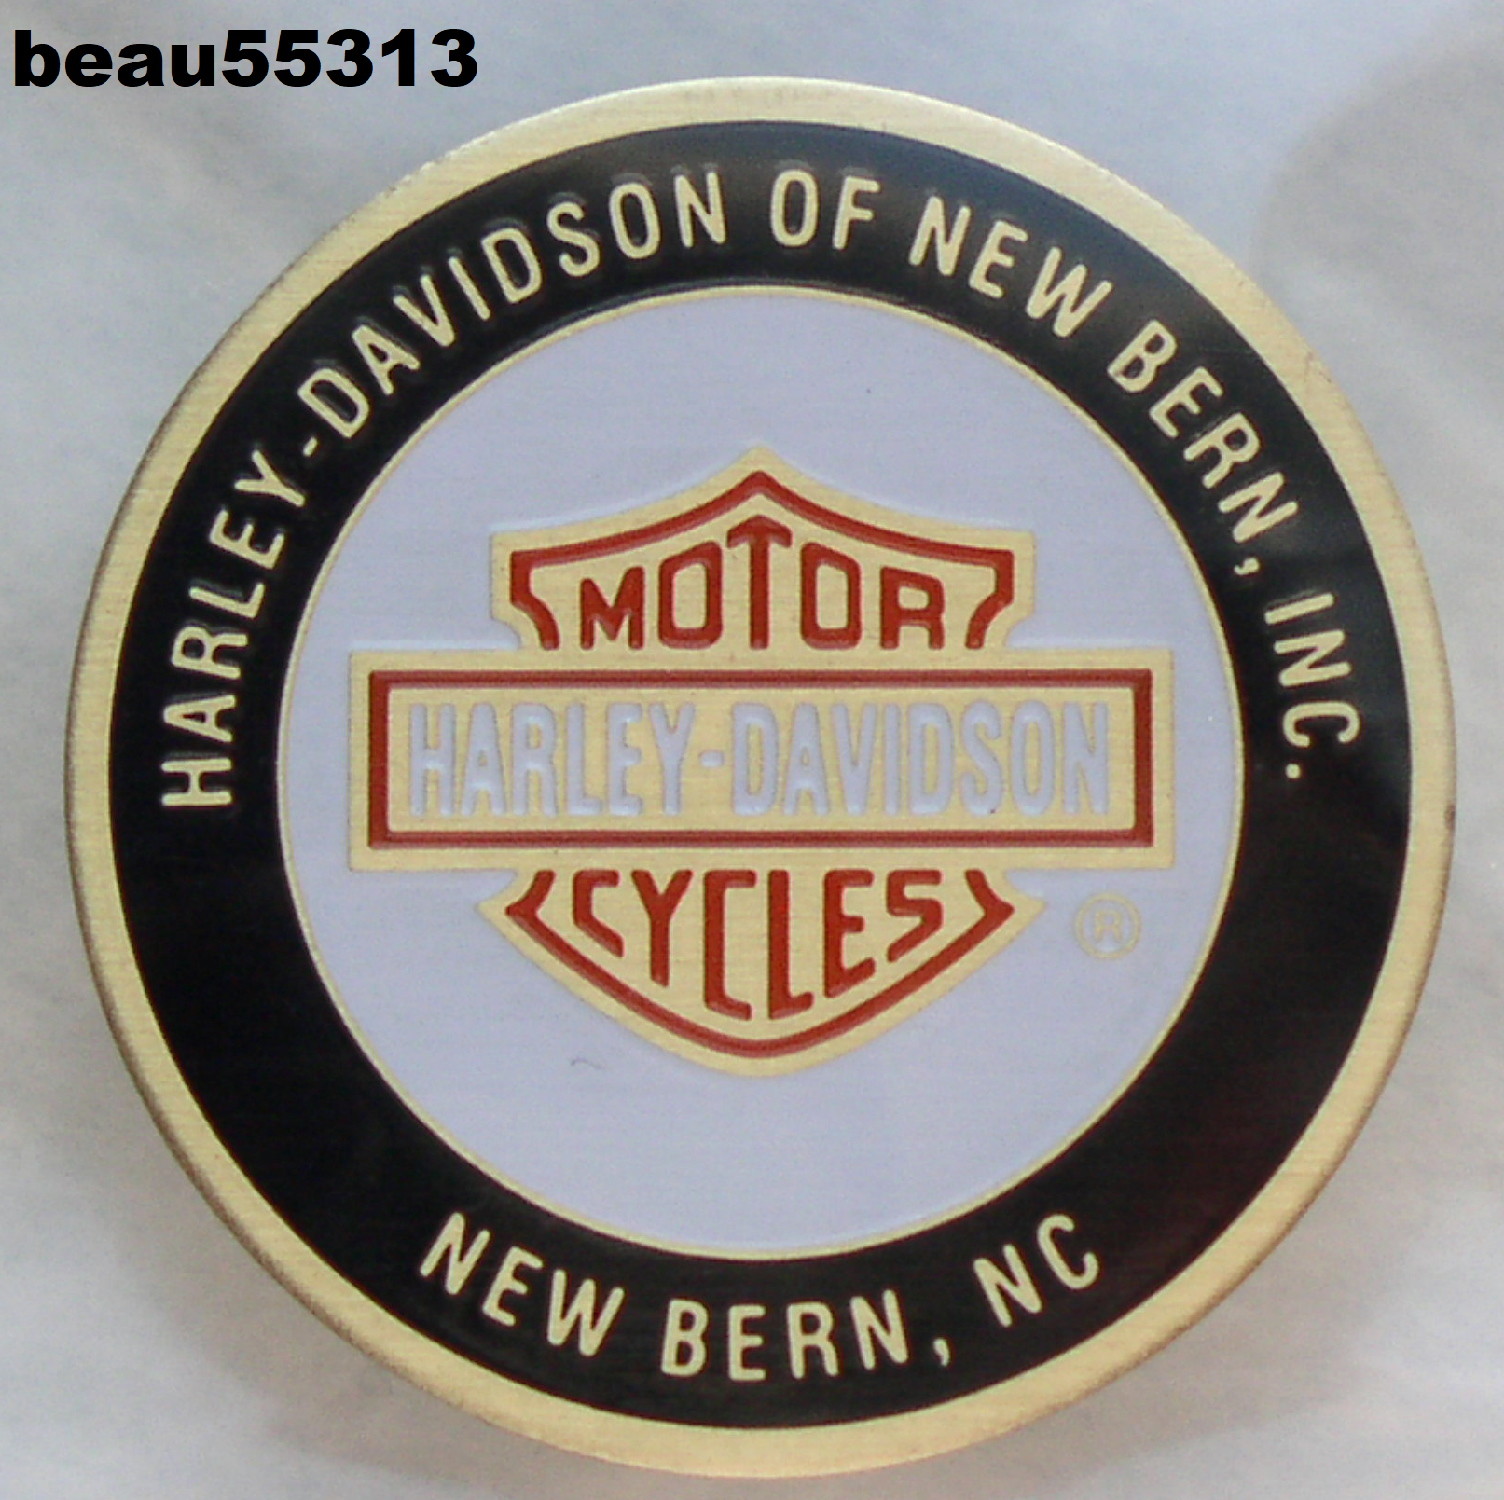 beau55313
HARLEY-DAVIDSON OF NEW BERN, INC.
MOTOR
HARLEY-DAVIDSON
CYCLES
®
NEW BERN, NC